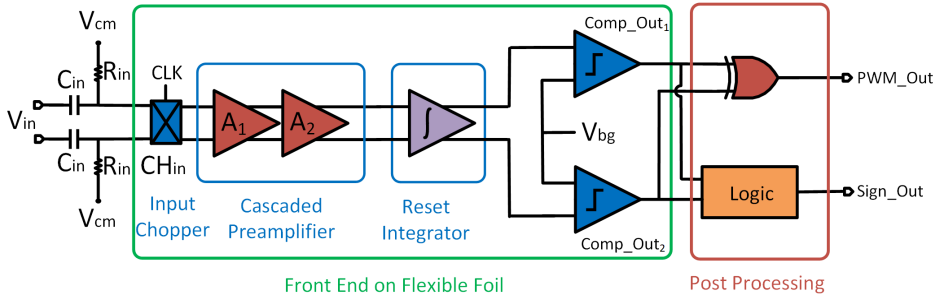 Vcm
Comp_Out1
Cin
Rin
CLK
PWM_Out
Vin
A1
A2
∫
Vbg
Cin
Rin
CHin
Logic
Sign_Out
Vcm
Input
Chopper
Cascaded
Preamplifier
Reset
Integrator
Comp_Out2
Front End on Flexible Foil
Post Processing